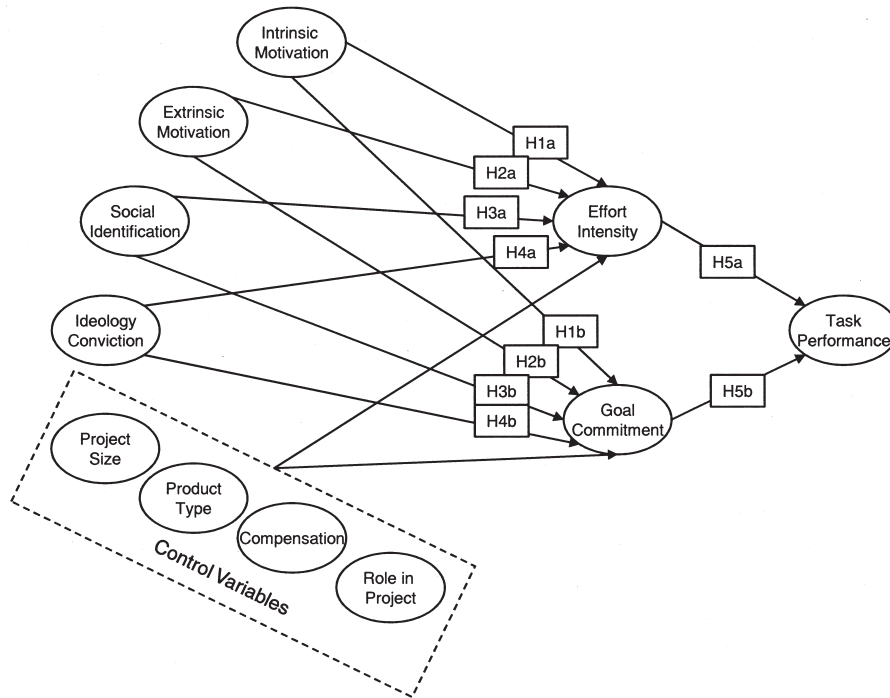 Intrinsic
Motivation
Extrinsic
Motivation
H1a
H2a
Social
Identification
H3a
Effort
Intensity
H4a
H5a
Ideology
Conviction
H1b
Task
Performance
H2b
H3b
H5b
H4b
Goal
Commitment
Project
Size
Product
Type
Compensation
Role in
Project
Control Variables